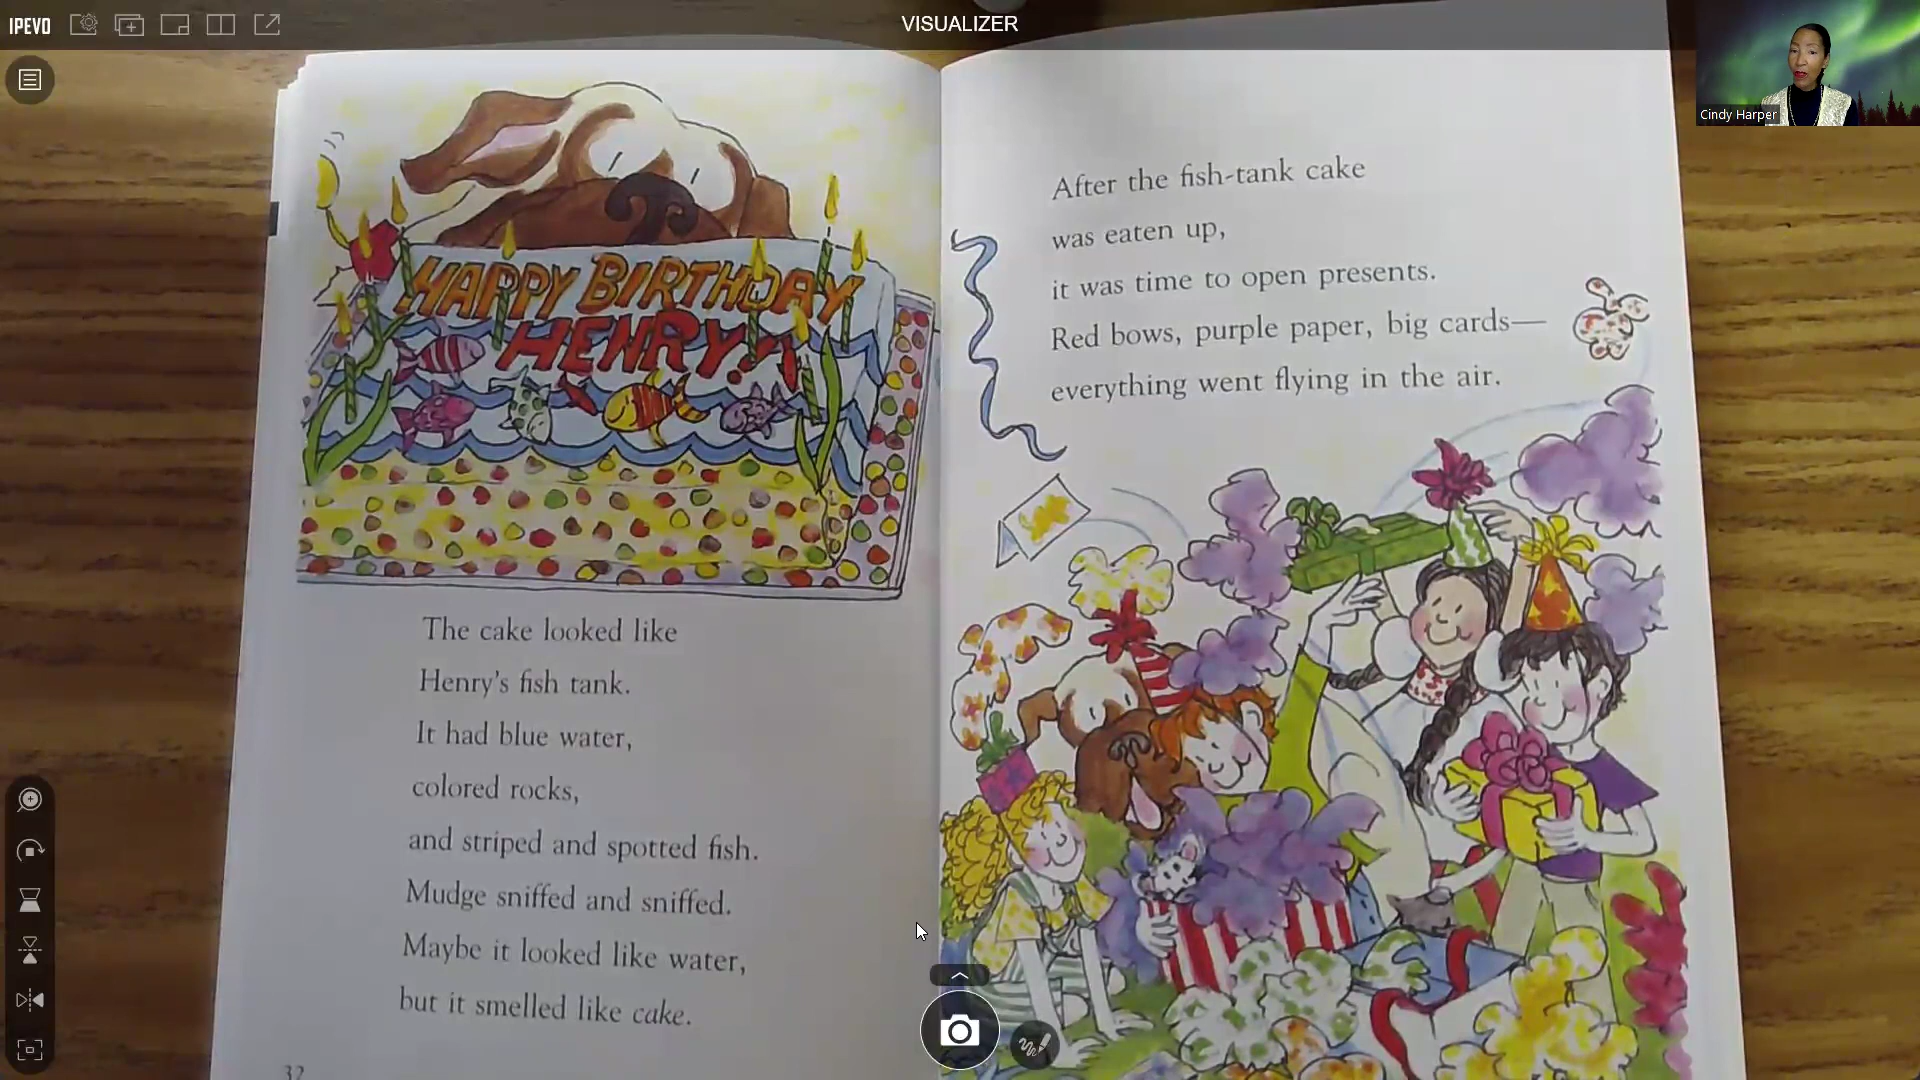 IPEVO
VISUALIZER
Cindy Harper
HAPPY BIRTHDAY
HENRY!
The cake looked like
Henry's fish tank.
It had blue water,
colored rocks,
and striped and spotted fish.
Mudge sniffed and sniffed.
Maybe it looked like water,
but it smelled like cake.
32
After the fish-tank cake
was eaten up,
it was time to open presents.
Red bows, purple paper, big cards—
everything went flying in the air.